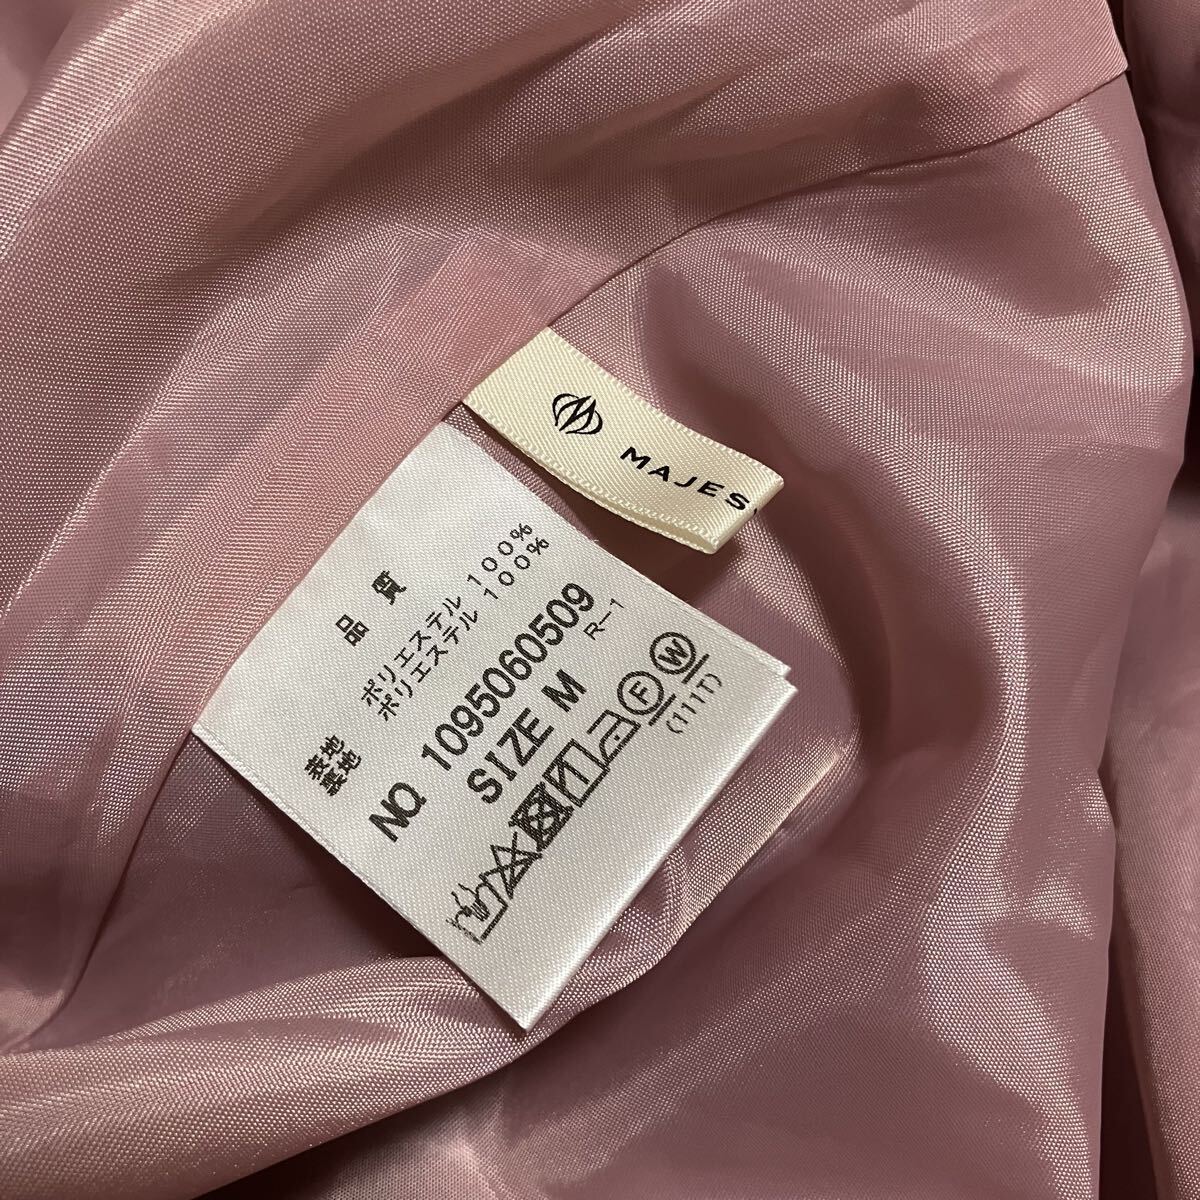 MAJES
品質
表地 ポリエステル 100%
裏地 ポリエステル 100%
NO. 1095060509
SIZE M R-1
F W
(111T)